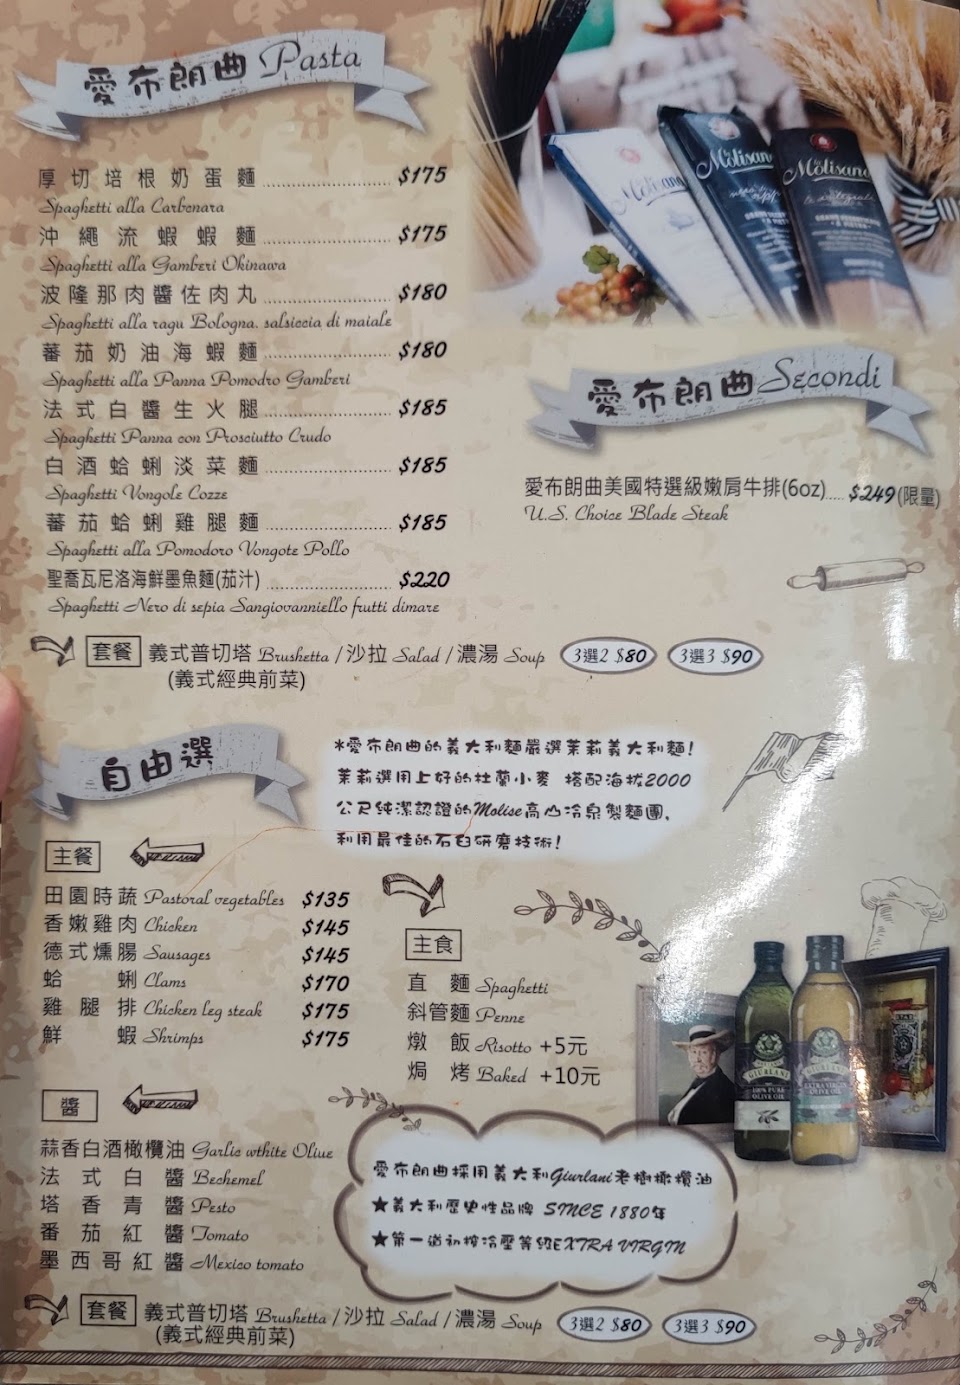 愛布朗曲 Pasta
厚切培根奶蛋麵 $175
Spaghetti alla Carbonara
沖繩流蝦蝦麵 $175
Spaghetti alla Gamberi Okinawa
波隆那肉醬佐肉丸 $180
Spaghetti alla ragu Bologna. salsiccia di maiale
蕃茄奶油海蝦麵 $180
Spaghetti alla Panna Pomodro Gamberi
法式白醬生火腿 $185
Spaghetti Panna con Prosciutto Crudo
白酒蛤蜊淡菜麵 $185
Spaghetti Vongole Cozze
蕃茄蛤蜊雞腿麵 $185
Spaghetti alla Pomodoro Vongote Pollo
聖喬瓦尼洛海鮮墨魚麵(茄汁) $220
Spaghetti Nero di sepia Sangiovanniello frutti dimare
套餐 義式普切塔 Brushetta / 沙拉 Salad / 濃湯 Soup 3選2 $80 3選3 $90
(義式經典前菜)
La Molisana
La Molisana
La Molisana
愛布朗曲 Secondi
愛布朗曲美國特選級嫩肩牛排(6oz) $249(限量)
U.S. Choice Blade Steak
自由選
*愛布朗曲的義大利麵嚴選茉莉義大利麵!
茉莉選用上好的杜蘭小麥 搭配海拔2000
公尺純潔認證的Molise高山冷泉製麵團,
利用最佳的石臼研磨技術!
主餐
田園時蔬 Pastoral vegetables $135
香嫩雞肉 Chicken $145
德式燻腸 Sausages $145
蛤蜊 Clams $170
雞腿排 Chicken leg steak $175
鮮蝦 Shrimps $175
主食
直麵 Spaghetti
斜管麵 Penne
燉飯 Risotto +5元
焗烤 Baked +10元
醬
蒜香白酒橄欖油 Garlic wthite Oliue
法式白醬 Bechemel
塔香青醬 Pesto
番茄紅醬 Tomato
墨西哥紅醬 Mexico tomato
GIURLANI
100% PURE
OLIVE OIL
GIURLANI
EXTRA VIRGIN
OLIVE OIL
愛布朗曲採用義大利Giurlani老樹橄欖油
★義大利歷史性品牌 SINCE 1880年
★第一道初榨冷壓等級EXTRA VIRGIN
套餐 義式普切塔 Brushetta / 沙拉 Salad / 濃湯 Soup 3選2 $80 3選3 $90
(義式經典前菜)